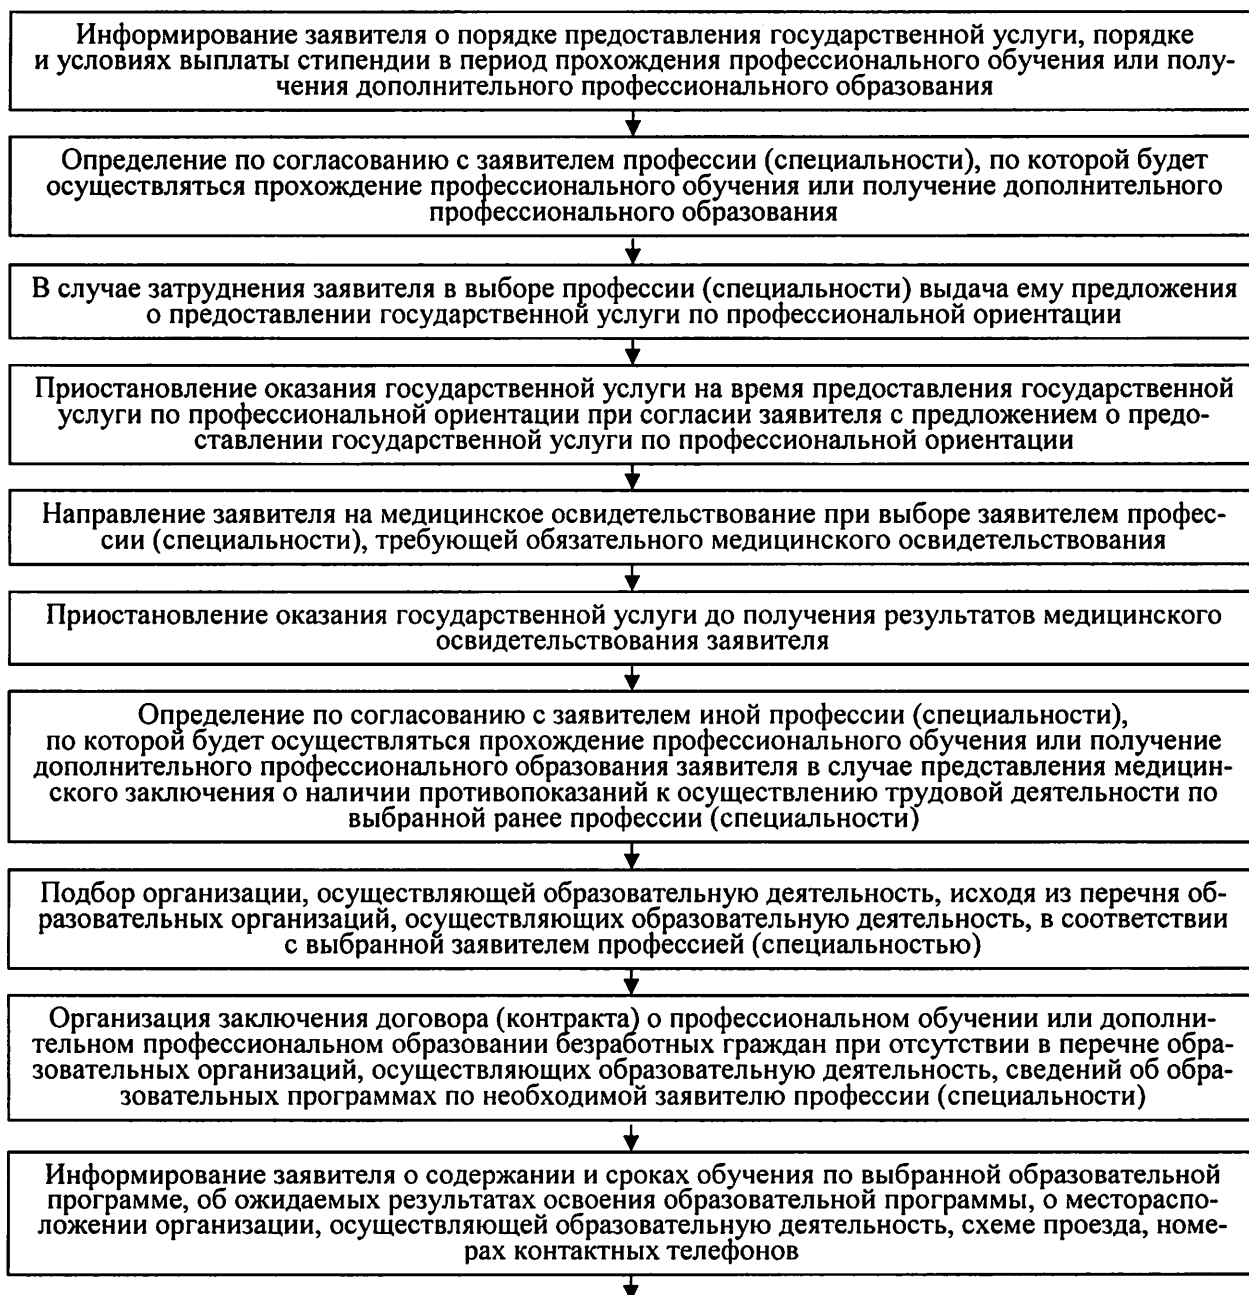 Информирование заявителя о порядке предоставления государственной услуги, порядке
и условиях выплаты стипендии в период прохождения профессионального обучения или полу-
чения дополнительного профессионального образования
Определение по согласованию с заявителем профессии (специальности), по которой будет
осуществляться прохождение профессионального обучения или получение дополнительного
профессионального образования
В случае затруднения заявителя в выборе профессии (специальности) выдача ему предложения
о предоставлении государственной услуги по профессиональной ориентации
Приостановление оказания государственной услуги на время предоставления государственной
услуги по профессиональной ориентации при согласии заявителя с предложением о предо-
ставлении государственной услуги по профессиональной ориентации
Направление заявителя на медицинское освидетельствование при выборе заявителем профес-
сии (специальности), требующей обязательного медицинского освидетельствования
Приостановление оказания государственной услуги до получения результатов медицинского
освидетельствования заявителя
Определение по согласованию с заявителем иной профессии (специальности),
по которой будет осуществляться прохождение профессионального обучения или получение
дополнительного профессионального образования заявителя в случае представления медицин-
ского заключения о наличии противопоказаний к осуществлению трудовой деятельности по
выбранной ранее профессии (специальности)
Подбор организации, осуществляющей образовательную деятельность, исходя из перечня об-
разовательных организаций, осуществляющих образовательную деятельность, в соответствии
с выбранной заявителем профессией (специальностью)
Организация заключения договора (контракта) о профессиональном обучении или дополни-
тельном профессиональном образовании безработных граждан при отсутствии в перечне обра-
зовательных организаций, осуществляющих образовательную деятельность, сведений об обра-
зовательных программах по необходимой заявителю профессии (специальности)
Информирование заявителя о содержании и сроках обучения по выбранной образовательной
программе, об ожидаемых результатах освоения образовательной программы, о месторaспо-
ложении организации, осуществляющей образовательную деятельность, схеме проезда, номе-
рах контактных телефонов